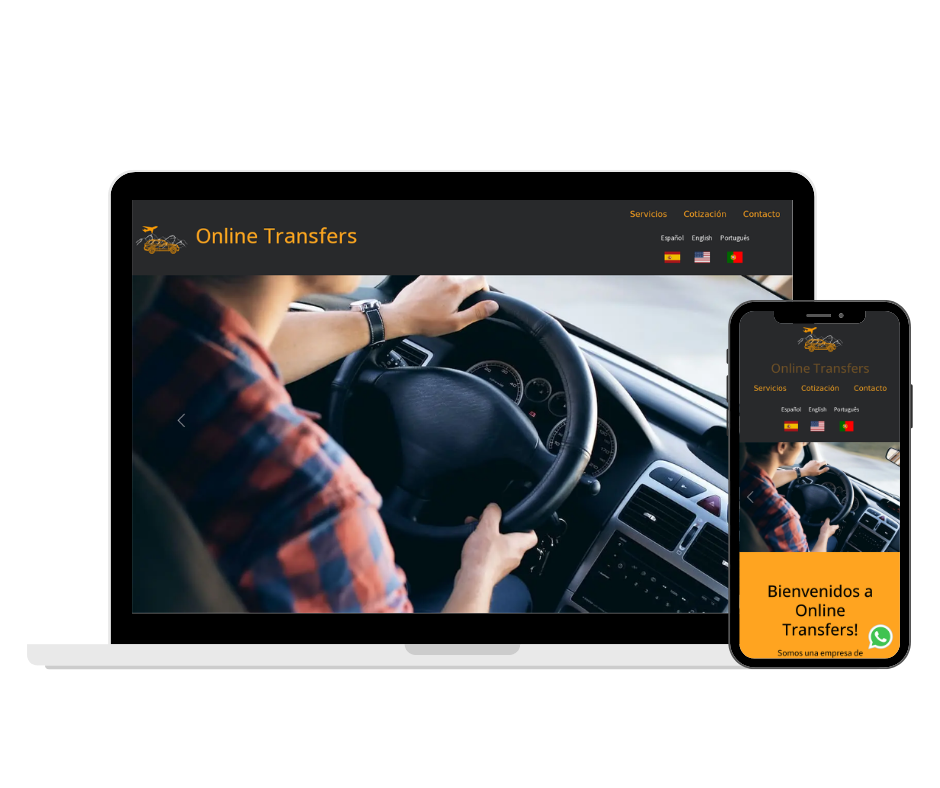 Servicios Cotización Contacto
Online Transfers
Español English Português
Online Transfers
Servicios Cotización Contacto
Español English Português
Bienvenidos a
Online
Transfers!
Somos una empresa de